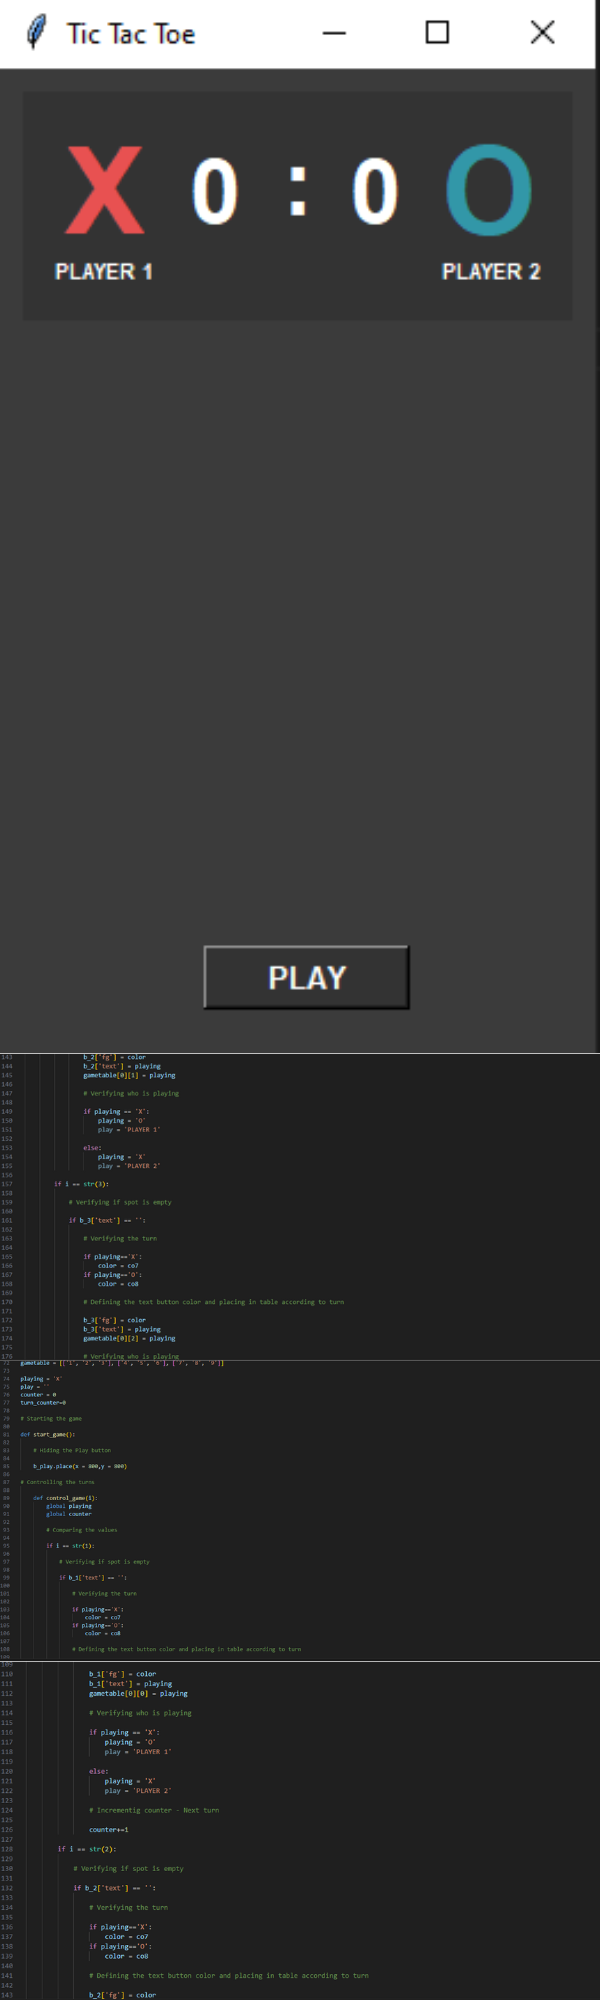 Tic Tac Toe
X 0 : 0 O
PLAYER 1 PLAYER 2
PLAY
143 b_2['fg'] = color
144 b_2['text'] = playing
145 gametable[0][1] = playing
146
147 # Verifying who is playing
148
149 if playing == 'X':
150 playing = 'O'
151 play = 'PLAYER 1'
152
153 else:
154 playing = 'X'
155 play = 'PLAYER 2'
156
157 if i == str(3):
158
159 # Verifying if spot is empty
160
161 if b_3['text'] == '':
162
163 # Verifying the turn
164
165 if playing=='X':
166 color = co7
167 if playing=='O':
168 color = co8
169
170 # Defining the text button color and placing in table according to turn
171
172 b_3['fg'] = color
173 b_3['text'] = playing
174 gametable[0][2] = playing
175
176 # Verifying who is playing
72 gametable = [['1', '2', '3'], ['4', '5', '6'], ['7', '8', '9']]
73
74 playing = 'X'
75 play = ''
76 counter = 0
77 turn_counter=0
78
79 # Starting the game
80
81 def start_game():
82
83 # Hiding the Play button
84
85 b_play.place(x = 800,y = 800)
86
87 # Controlling the turns
88
89 def control_game(i):
90 global playing
91 global counter
92
93 # Comparing the values
94
95 if i == str(1):
96
97 # Verifying if spot is empty
98
99 if b_1['text'] == '':
100
101 # Verifying the turn
102
103 if playing=='X':
104 color = co7
105 if playing=='O':
106 color = co8
107
108 # Defining the text button color and placing in table according to turn
109
109
110 b_1['fg'] = color
111 b_1['text'] = playing
112 gametable[0][0] = playing
113
114 # Verifying who is playing
115
116 if playing == 'X':
117 playing = 'O'
118 play = 'PLAYER 1'
119
120 else:
121 playing = 'X'
122 play = 'PLAYER 2'
123
124 # Incrementig counter - Next turn
125
126 counter+=1
127
128 if i == str(2):
129
130 # Verifying if spot is empty
131
132 if b_2['text'] == '':
133
134 # Verifying the turn
135
136 if playing=='X':
137 color = co7
138 if playing=='O':
139 color = co8
140
141 # Defining the text button color and placing in table according to turn
142
143 b_2['fg'] = color